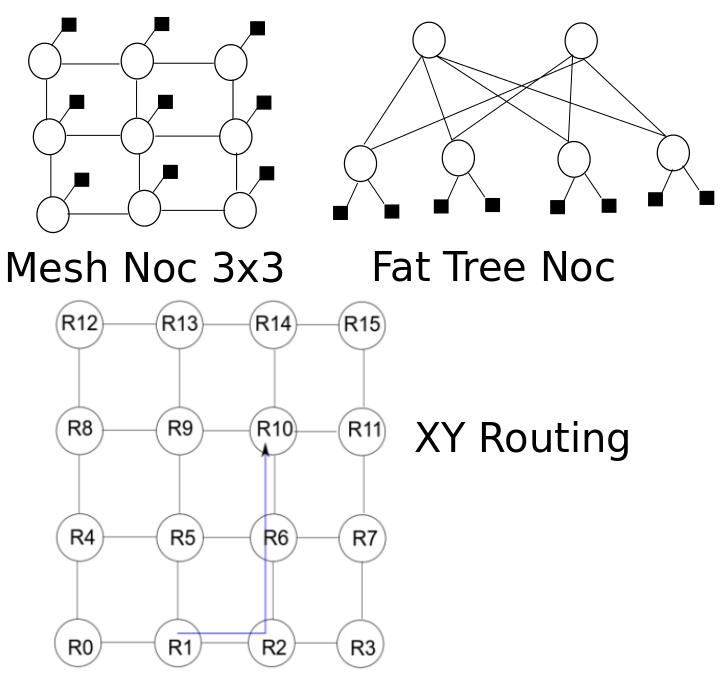 Mesh Noc 3x3
Fat Tree Noc
R12 R13 R14 R15
R8 R9 R10 R11
XY Routing
R4 R5 R6 R7
R0 R1 R2 R3